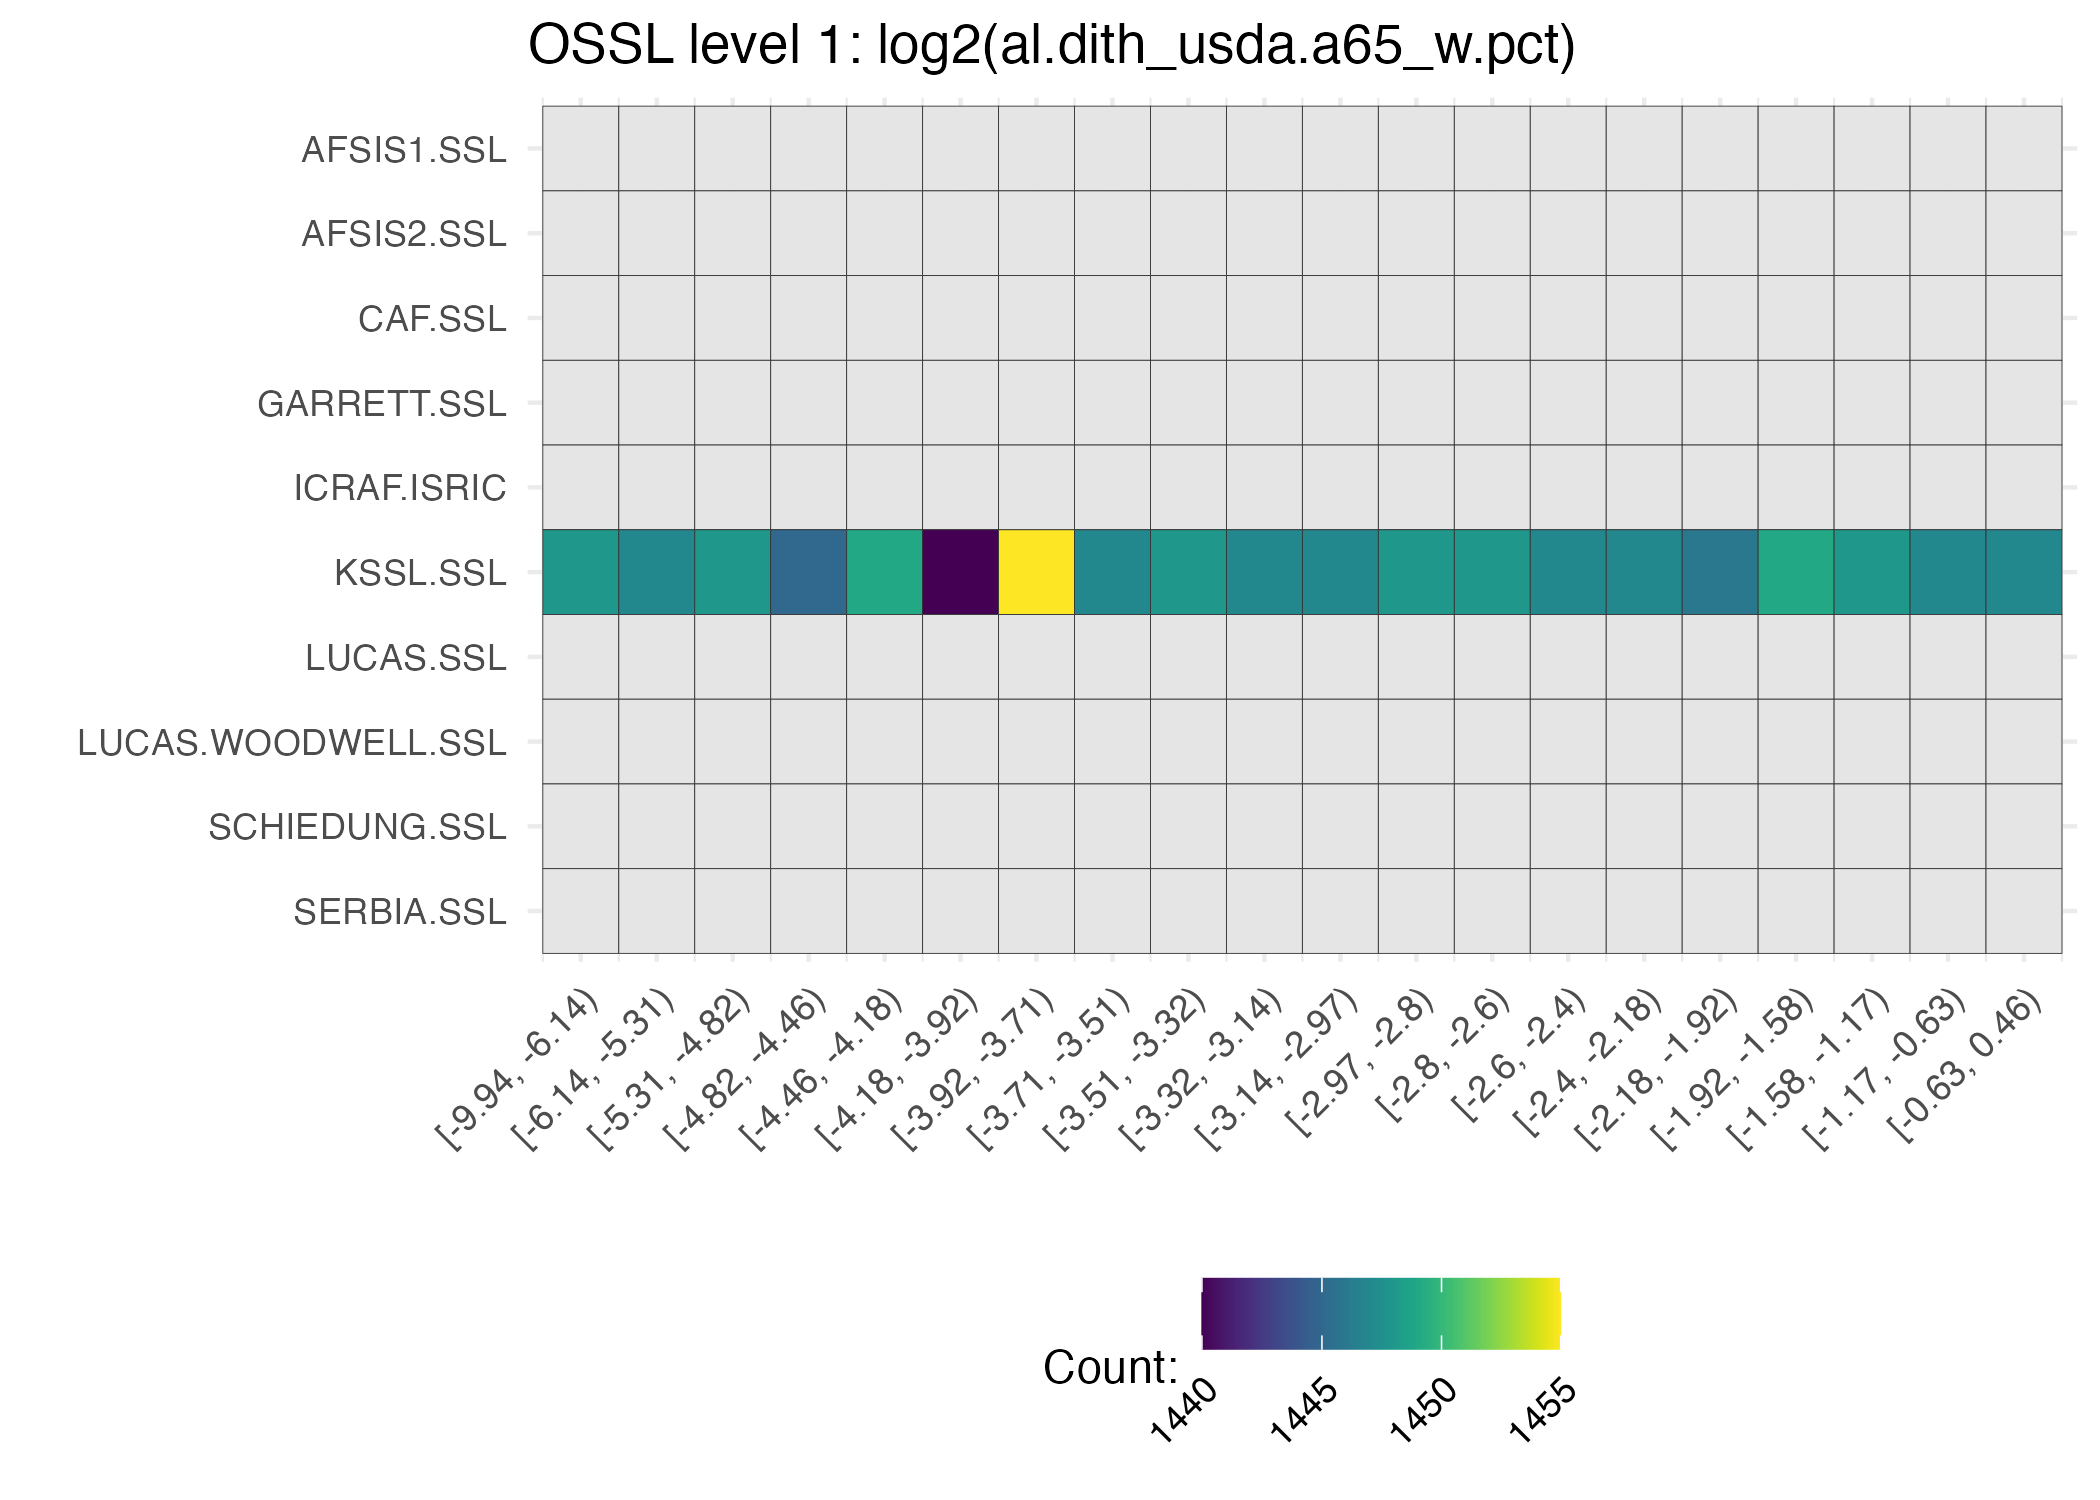 OSSL level 1: log2(al.dith_usda.a65_w.pct)
AFSIS1.SSL
AFSIS2.SSL
CAF.SSL
GARRETT.SSL
ICRAF.ISRIC
KSSL.SSL
LUCAS.SSL
LUCAS.WOODWELL.SSL
SCHIEDUNG.SSL
SERBIA.SSL
[-9.94, -6.14)
[-6.14, -5.31)
[-5.31, -4.82)
[-4.82, -4.46)
[-4.46, -4.18)
[-4.18, -3.92)
[-3.92, -3.71)
[-3.71, -3.51)
[-3.51, -3.32)
[-3.32, -3.14)
[-3.14, -2.97)
[-2.97, -2.8)
[-2.8, -2.6)
[-2.6, -2.4)
[-2.4, -2.18)
[-2.18, -1.92)
[-1.92, -1.58)
[-1.58, -1.17)
[-1.17, -0.63)
[-0.63, 0.46)
Count:
1440
1445
1450
1455